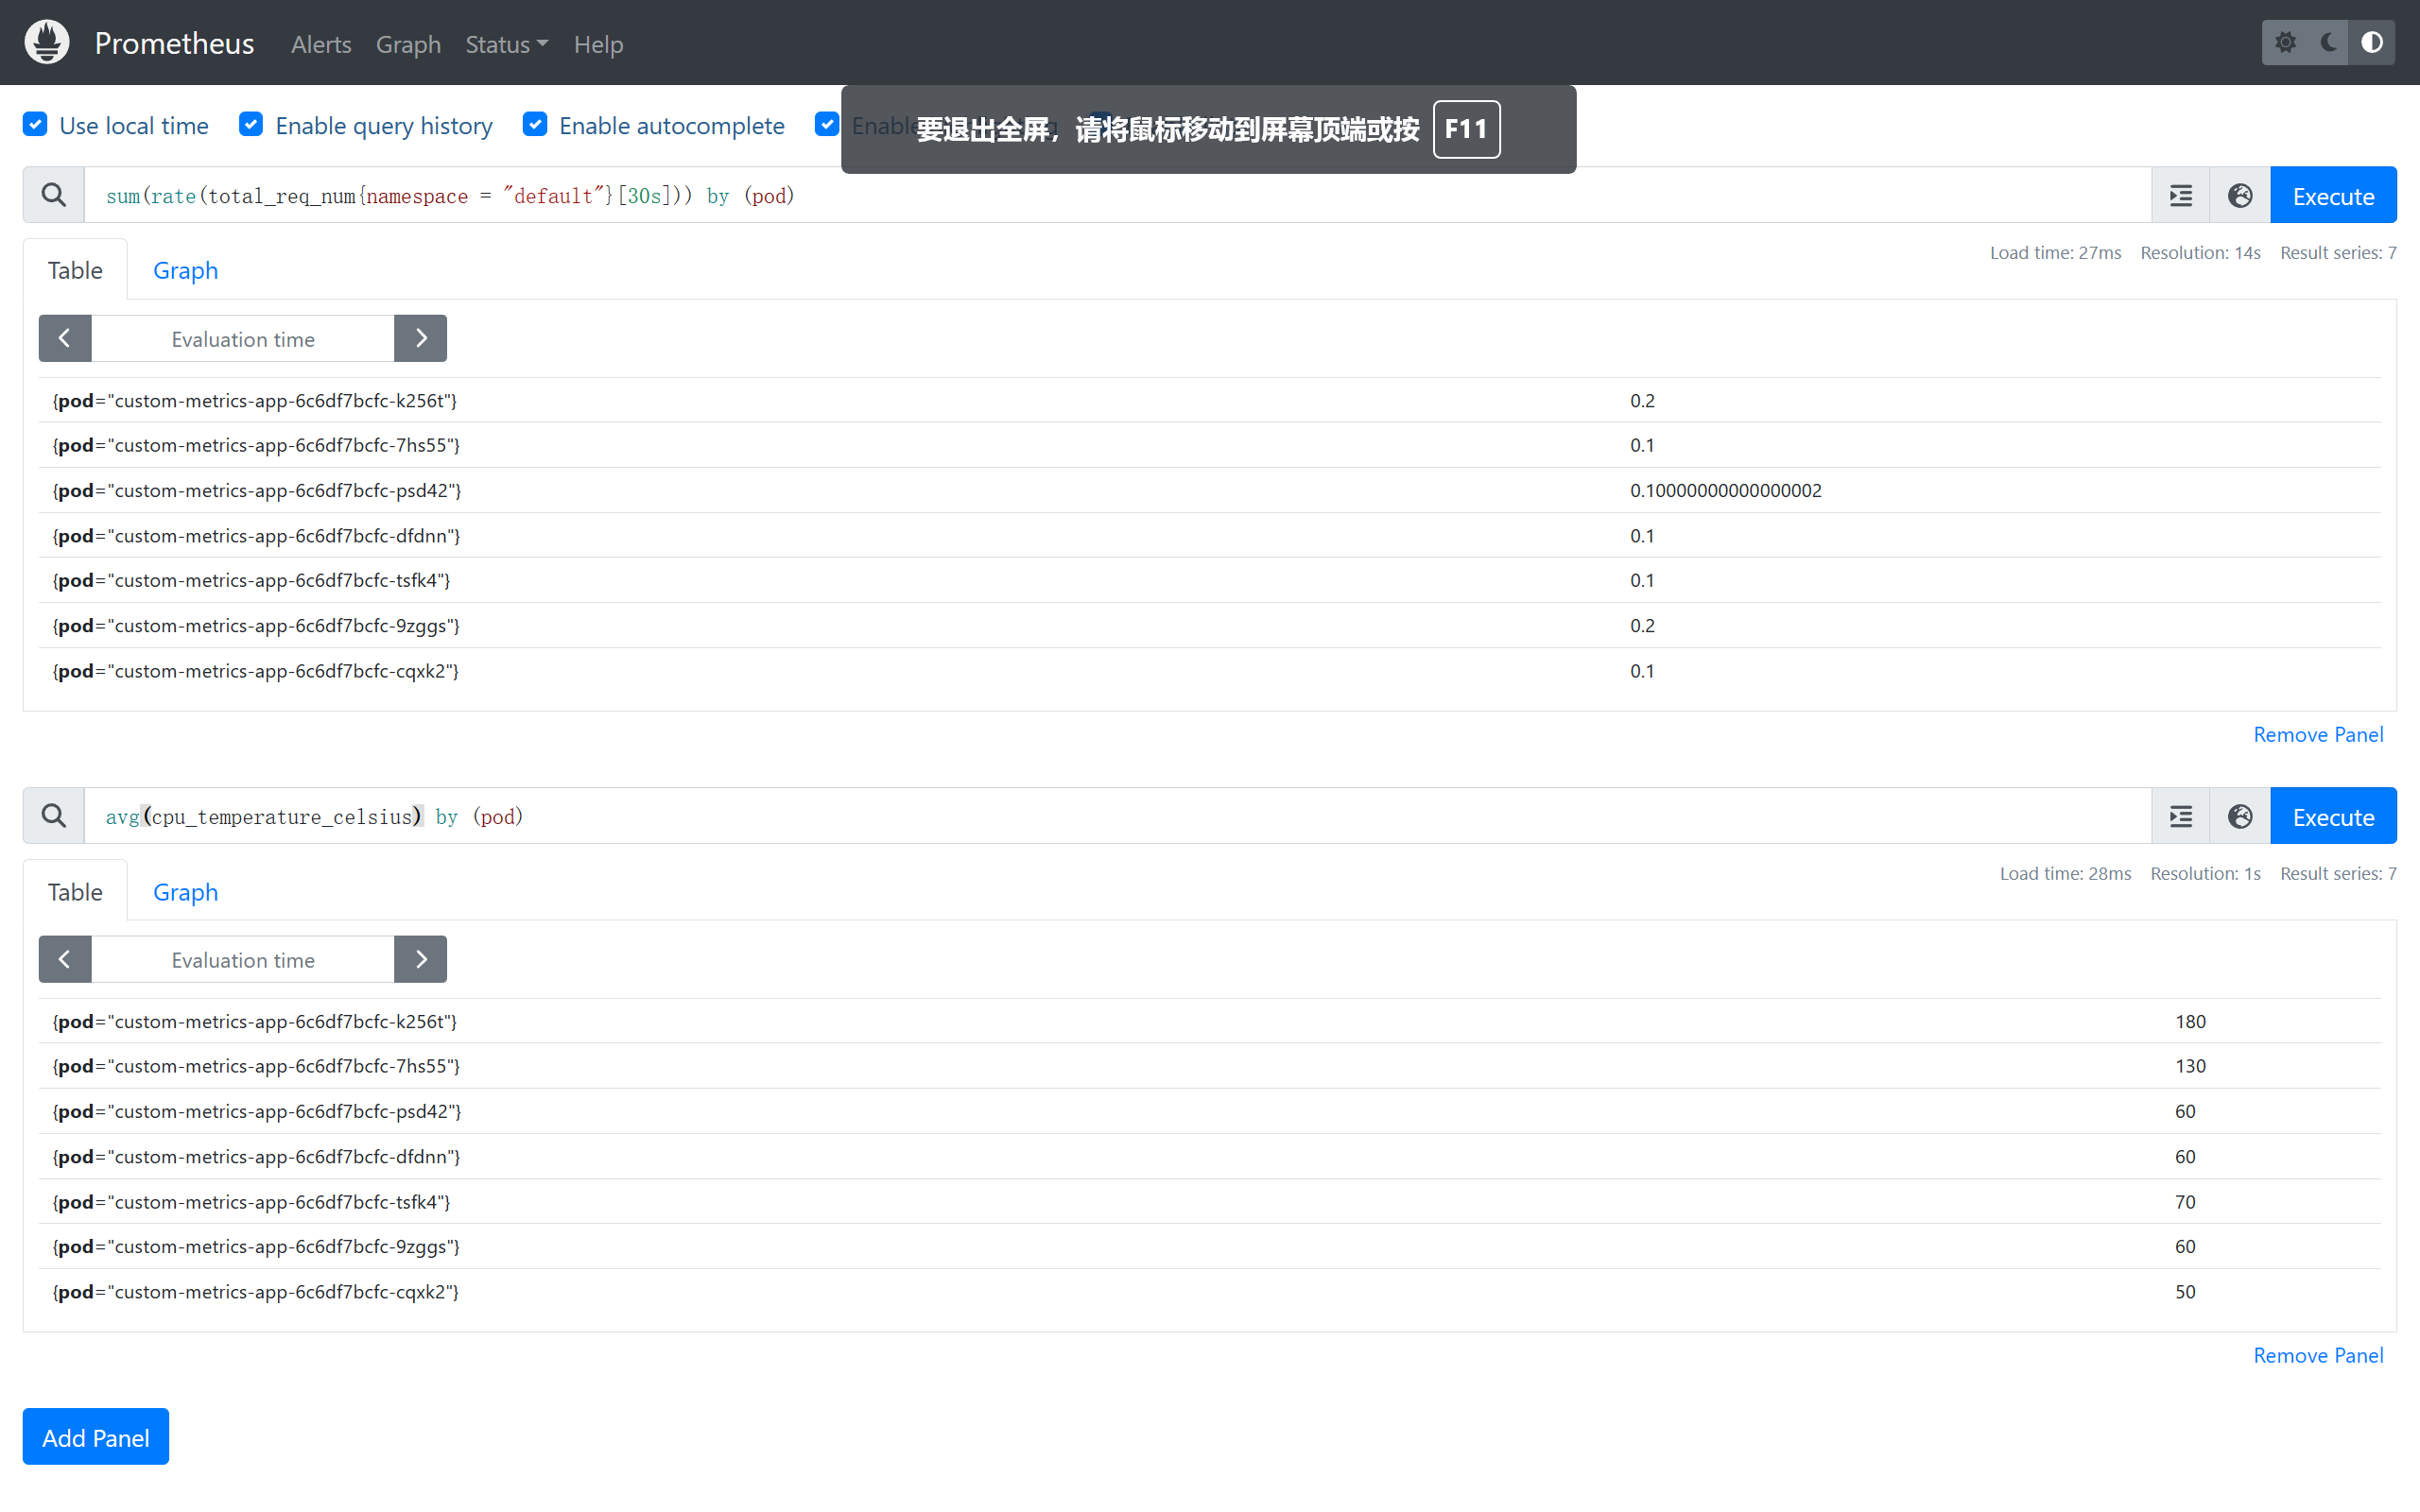 Prometheus Alerts Graph Status Help
Use local time Enable query history Enable autocomplete Enable
要退出全屏，请将鼠标移动到屏幕顶端或按 F11
sum(rate(total_req_num{namespace = "default"}[30s])) by (pod) Execute
Table Graph Load time: 27ms Resolution: 14s Result series: 7
Evaluation time
{pod="custom-metrics-app-6c6df7bcfc-k256t"} 0.2
{pod="custom-metrics-app-6c6df7bcfc-7hs55"} 0.1
{pod="custom-metrics-app-6c6df7bcfc-psd42"} 0.10000000000000002
{pod="custom-metrics-app-6c6df7bcfc-dfdnn"} 0.1
{pod="custom-metrics-app-6c6df7bcfc-tsfk4"} 0.1
{pod="custom-metrics-app-6c6df7bcfc-9zggs"} 0.2
{pod="custom-metrics-app-6c6df7bcfc-cqxk2"} 0.1
Remove Panel
avg(cpu_temperature_celsius) by (pod) Execute
Table Graph Load time: 28ms Resolution: 1s Result series: 7
Evaluation time
{pod="custom-metrics-app-6c6df7bcfc-k256t"} 180
{pod="custom-metrics-app-6c6df7bcfc-7hs55"} 130
{pod="custom-metrics-app-6c6df7bcfc-psd42"} 60
{pod="custom-metrics-app-6c6df7bcfc-dfdnn"} 60
{pod="custom-metrics-app-6c6df7bcfc-tsfk4"} 70
{pod="custom-metrics-app-6c6df7bcfc-9zggs"} 60
{pod="custom-metrics-app-6c6df7bcfc-cqxk2"} 50
Remove Panel
Add Panel